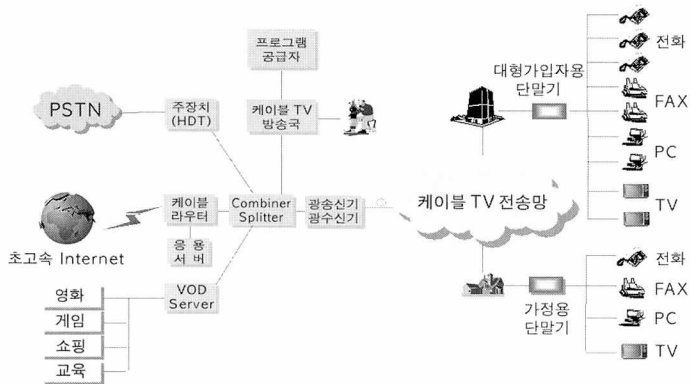 프로그램
공급자
PSTN
주장치
(HDT)
케이블 TV
방송국
초고속 Internet
케이블
라우터
응 용
서 버
Combiner
Splitter
광송신기
광수신기
VOD
Server
영화
게임
쇼핑
교육
케이블 TV 전송망
대형가입자용
단말기
전화
FAX
PC
TV
가정용
단말기
전화
FAX
PC
TV